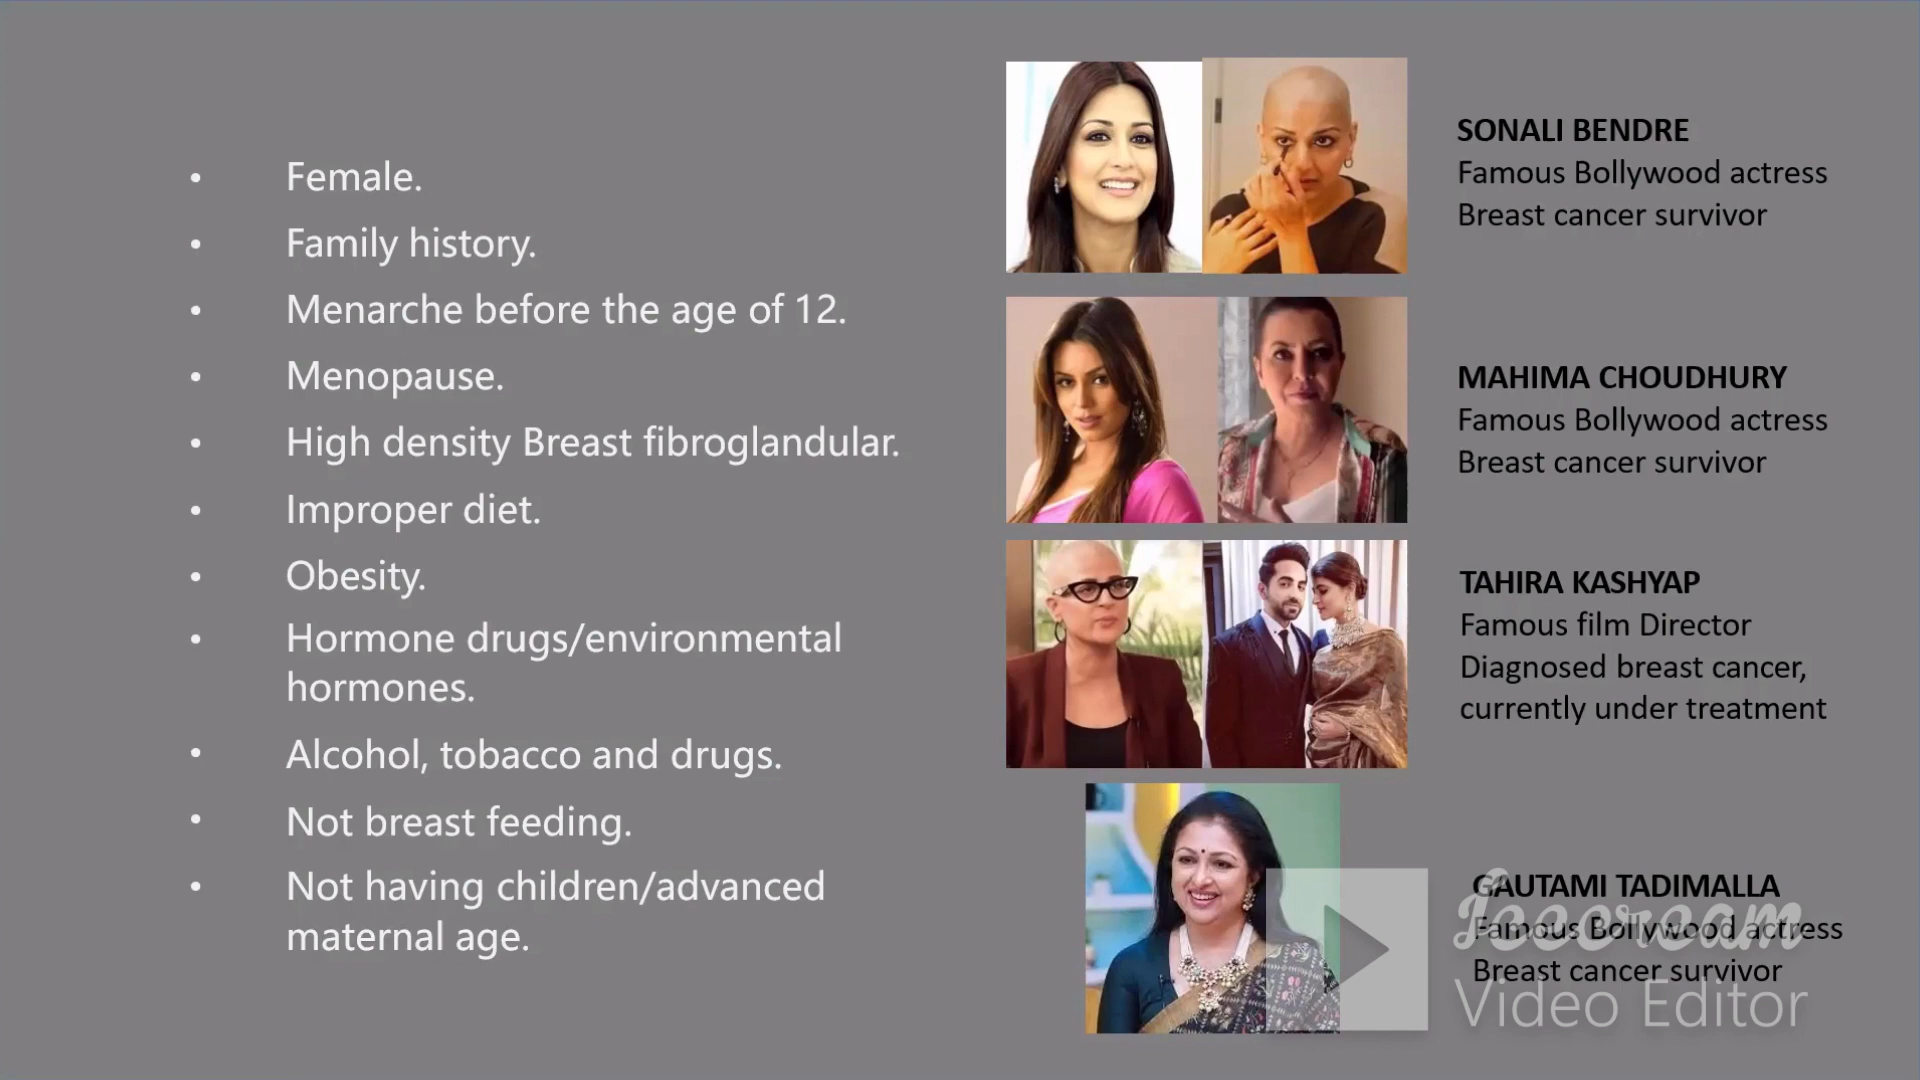 • Female.
• Family history.
• Menarche before the age of 12.
• Menopause.
• High density Breast fibroglandular.
• Improper diet.
• Obesity.
• Hormone drugs/environmental
hormones.
• Alcohol, tobacco and drugs.
• Not breast feeding.
• Not having children/advanced
maternal age.
SONALI BENDRE
Famous Bollywood actress
Breast cancer survivor
MAHIMA CHOUDHURY
Famous Bollywood actress
Breast cancer survivor
TAHIRA KASHYAP
Famous film Director
Diagnosed breast cancer,
currently under treatment
GAUTAMI TADIMALLA
Famous Bollywood actress
Breast cancer survivor
Icecream
Video Editor